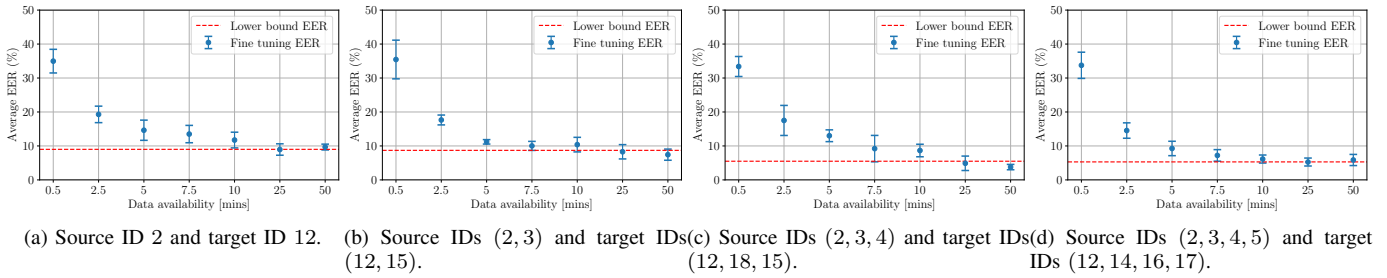 50
40
30
20
10
0
Average EER (%)
Lower bound EER
Fine tuning EER
0.5 2.5 5 7.5 10 25 50
Data availability [mins]
(a) Source ID 2 and target ID 12.
50
40
30
20
10
0
Average EER (%)
Lower bound EER
Fine tuning EER
0.5 2.5 5 7.5 10 25 50
Data availability [mins]
(b) Source IDs (2, 3) and target IDs
(12, 15).
50
40
30
20
10
0
Average EER (%)
Lower bound EER
Fine tuning EER
0.5 2.5 5 7.5 10 25 50
Data availability [mins]
(c) Source IDs (2, 3, 4) and target IDs
(12, 18, 15).
50
40
30
20
10
0
Average EER (%)
Lower bound EER
Fine tuning EER
0.5 2.5 5 7.5 10 25 50
Data availability [mins]
(d) Source IDs (2, 3, 4, 5) and target
IDs (12, 14, 16, 17).